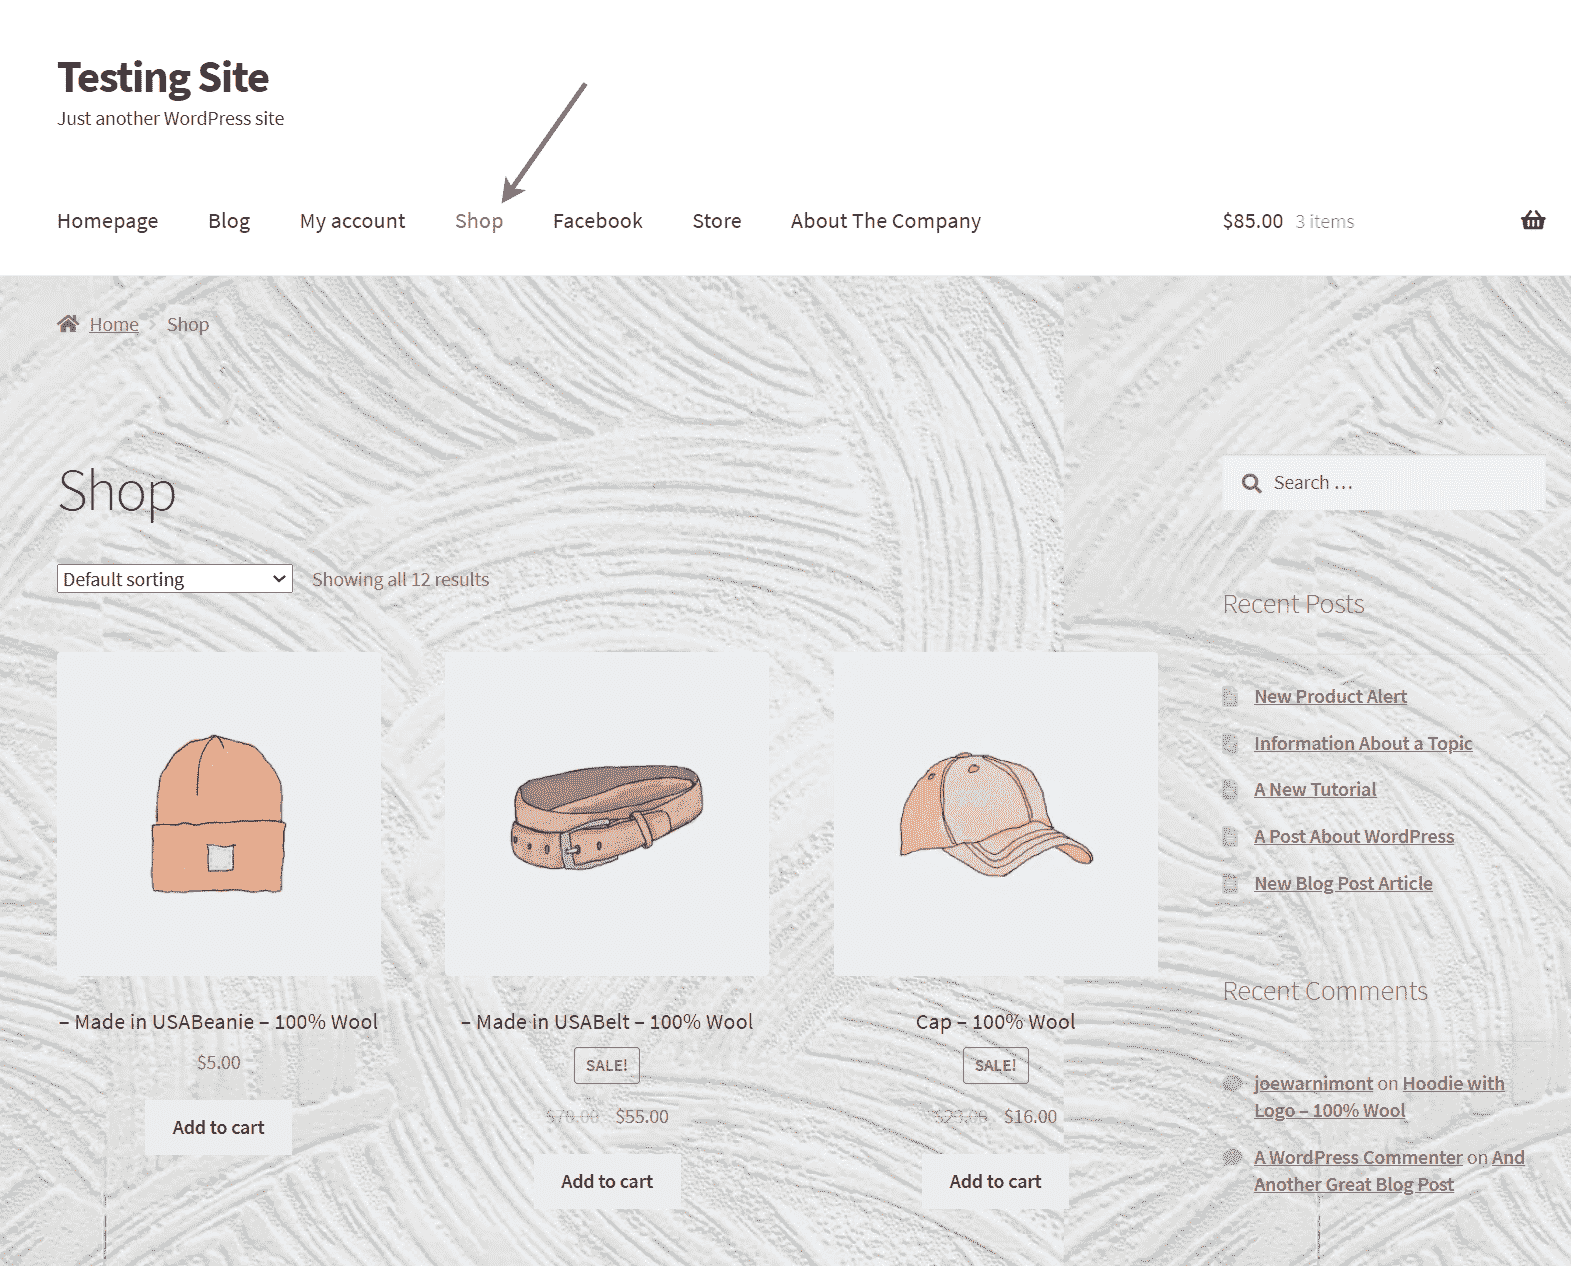 Testing Site
Just another WordPress site
Homepage Blog My account Shop Facebook Store About The Company $85.00 3 items
Home Shop
Shop
Search …
Default sorting Showing all 12 results
Recent Posts
New Product Alert
Information About a Topic
A New Tutorial
A Post About WordPress
New Blog Post Article
– Made in USABeanie – 100% Wool
$5.00
Add to cart
– Made in USABelt – 100% Wool
SALE!
$70.00 $55.00
Add to cart
Cap – 100% Wool
SALE!
$16.00
Add to cart
Recent Comments
joewarnimont on Hoodie with
Logo – 100% Wool
A WordPress Commenter on And
Another Great Blog Post